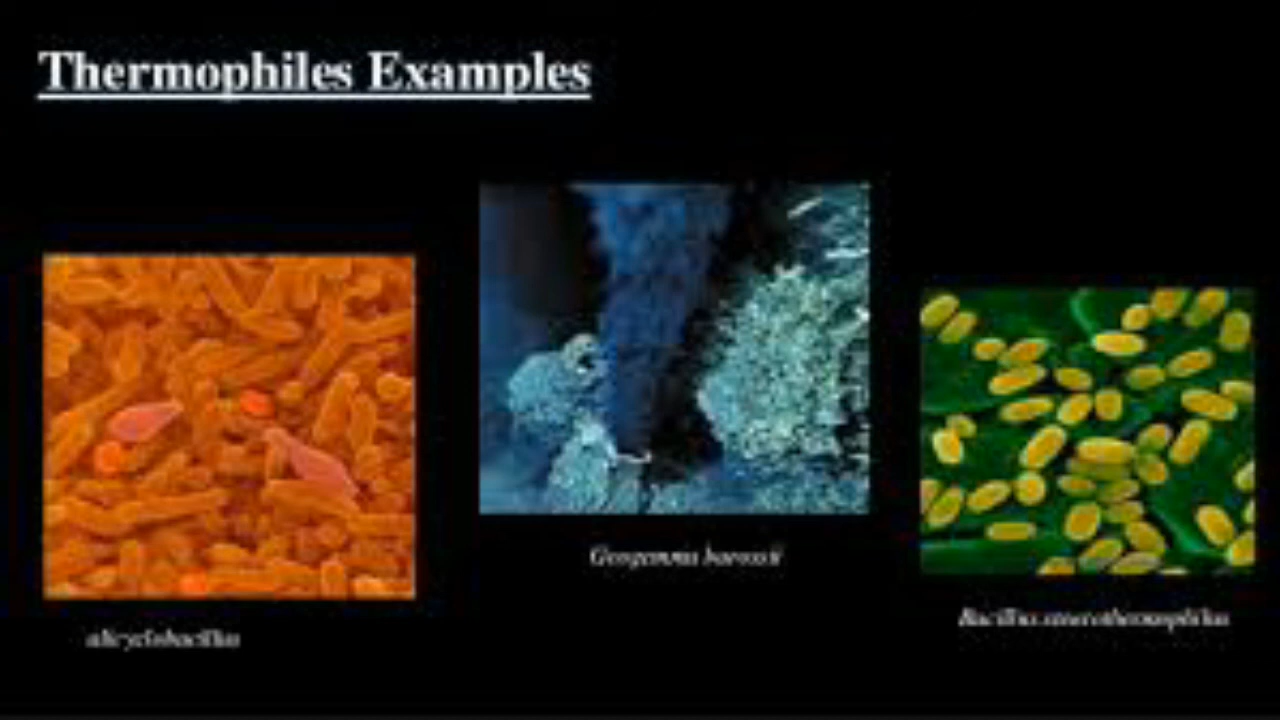 Thermophiles Examples
Geogemma barossii
Bacillus stearothermophilus
alicyclobacillus